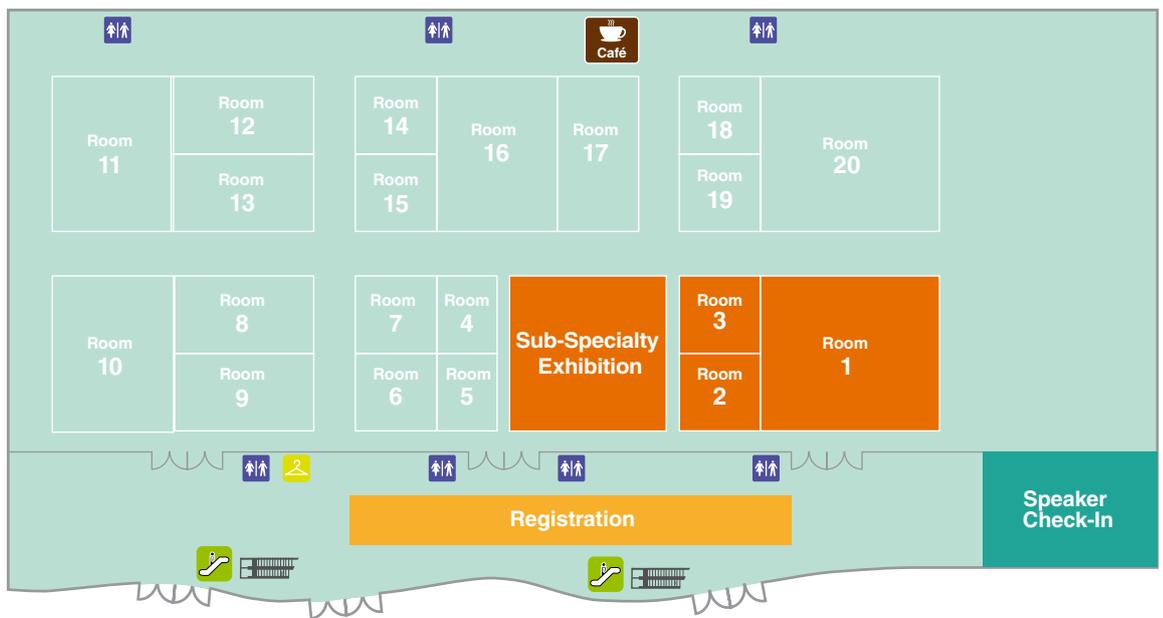 Café
Room
11
Room
12
Room
13
Room
14
Room
15
Room
16
Room
17
Room
18
Room
19
Room
20
Room
10
Room
8
Room
9
Room
7
Room
6
Room
4
Room
5
Sub-Specialty
Exhibition
Room
3
Room
2
Room
1
Registration
Speaker
Check-In